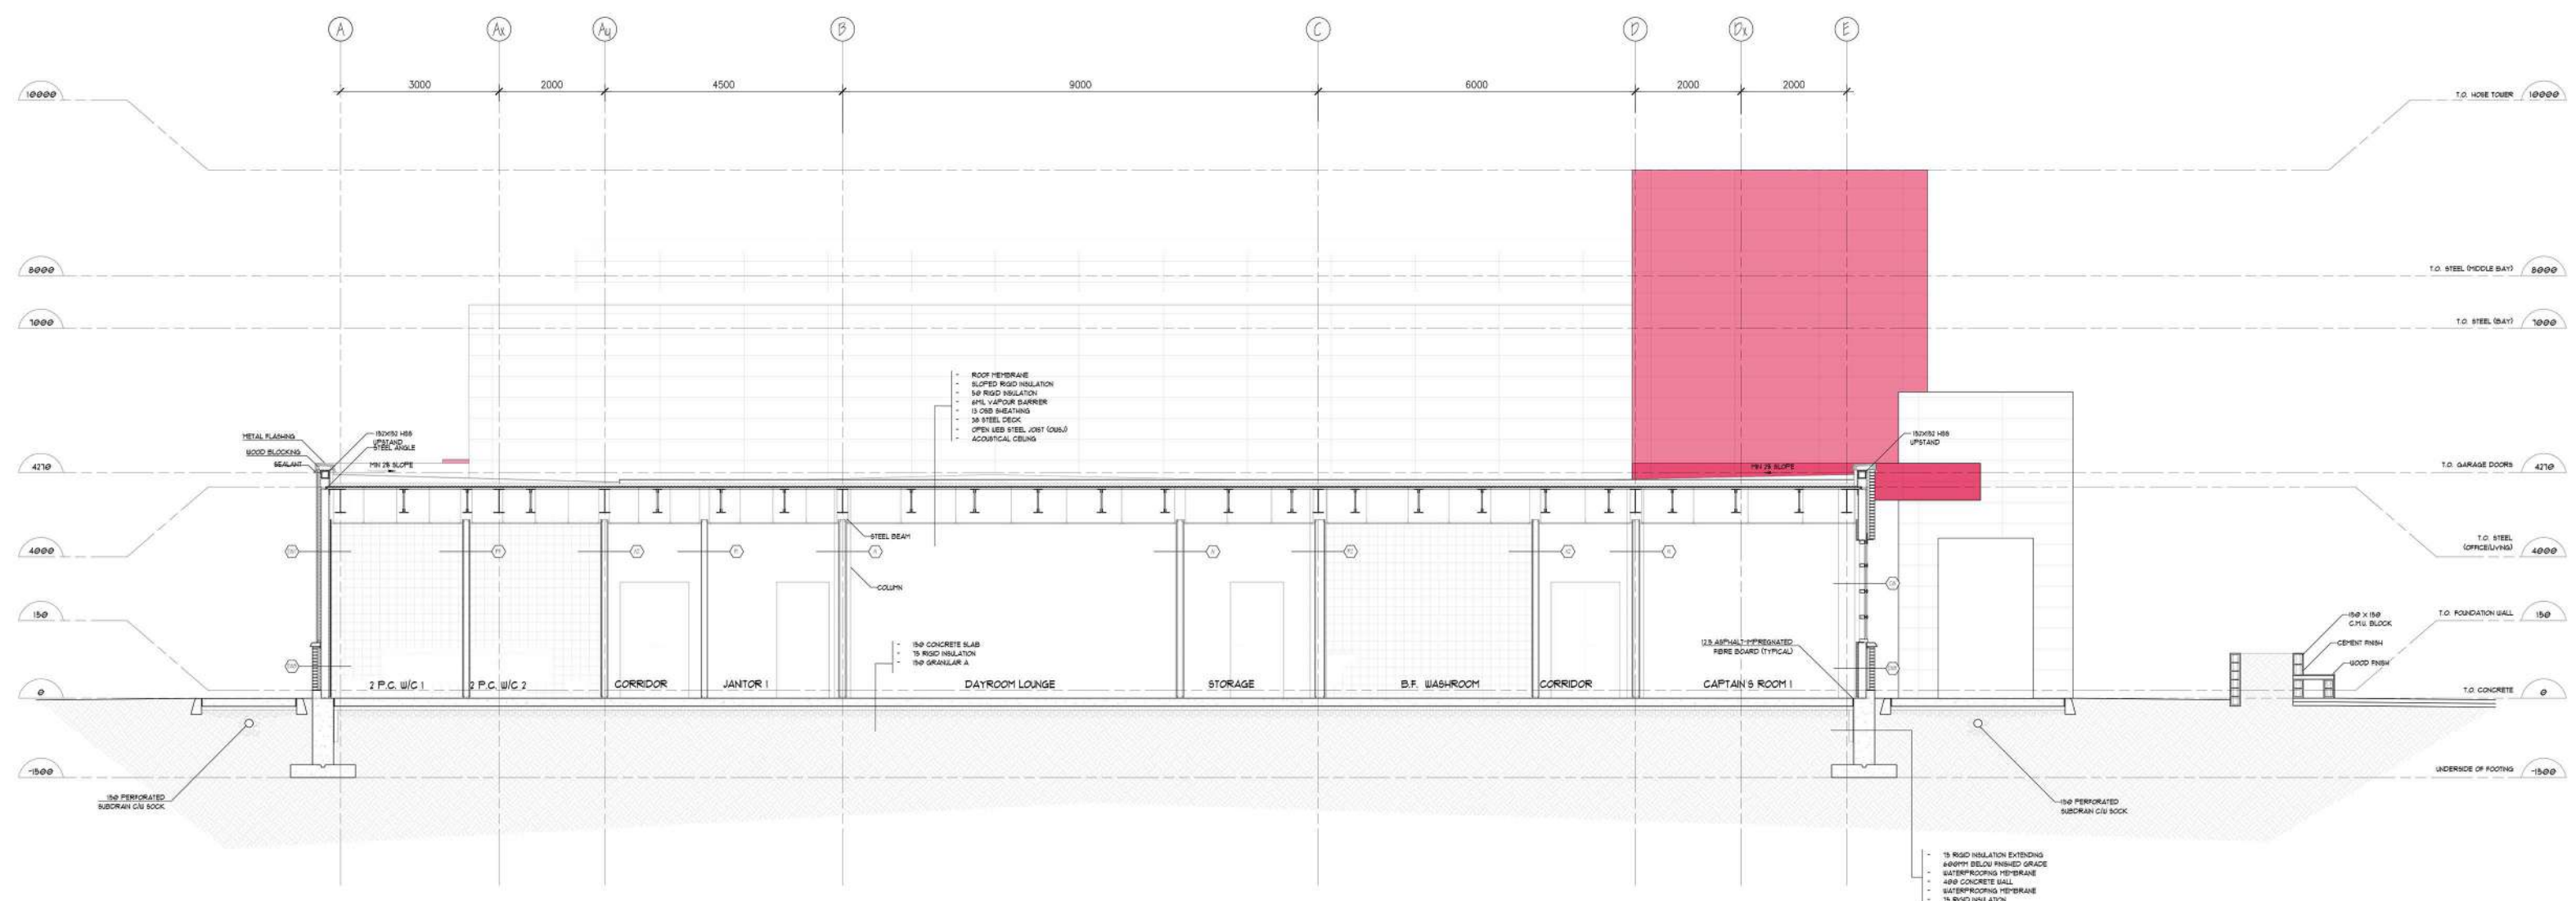 A Ax Ay B C D Dx E
3000 2000 4500 9000 6000 2000 2000
10000
T.O. HOSE TOWER 10000
8000
T.O. STEEL (MIDDLE BAY) 8000
7000
T.O. STEEL (BAY) 7000
- ROOF MEMBRANE
- SLOPED RIGID INSULATION
- 50 RIGID INSULATION
- 6MIL VAPOUR BARRIER
- 13 OSB SHEATHING
- 38 STEEL DECK
- OPEN WEB STEEL JOIST (OWSJ)
- ACOUSTICAL CEILING
METAL FLASHING
WOOD BLOCKING
SEALANT
152X152 HSS
UPSTAND
STEEL ANGLE
MIN 2% SLOPE
152X152 HSS
UPSTAND
MIN 2% SLOPE
4270
T.O. GARAGE DOORS 4270
STEEL BEAM
COLUMN
4000
T.O. STEEL
(OFFICE/LIVING) 4000
150
T.O. FOUNDATION WALL 150
150 X 150
C.M.U. BLOCK
CEMENT FINISH
WOOD FINISH
- 150 CONCRETE SLAB
- 75 RIGID INSULATION
- 150 GRANULAR A
12.5 ASPHALT-IMPREGNATED
FIBRE BOARD (TYPICAL)
2 P.C. W/C 1
2 P.C. W/C 2
CORRIDOR
JANITOR 1
DAYROOM LOUNGE
STORAGE
B.F. WASHROOM
CORRIDOR
CAPTAIN'S ROOM 1
0
T.O. CONCRETE 0
-1500
UNDERSIDE OF FOOTING -1500
150 PERFORATED
SUBDRAIN C/W SOCK
150 PERFORATED
SUBDRAIN C/W SOCK
- 75 RIGID INSULATION EXTENDING
600MM BELOW FINISHED GRADE
- WATERPROOFING MEMBRANE
- 400 CONCRETE WALL
- WATERPROOFING MEMBRANE
- 75 RIGID INSULATION